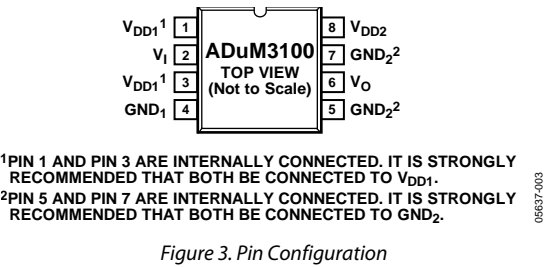 VDD1¹ 1 8 VDD2
VI 2 ADuM3100 7 GND2²
VDD1¹ 3 TOP VIEW 6 VO
GND1 4 (Not to Scale) 5 GND2²
¹PIN 1 AND PIN 3 ARE INTERNALLY CONNECTED. IT IS STRONGLY
RECOMMENDED THAT BOTH BE CONNECTED TO VDD1.
²PIN 5 AND PIN 7 ARE INTERNALLY CONNECTED. IT IS STRONGLY
RECOMMENDED THAT BOTH BE CONNECTED TO GND2.
05637-003
Figure 3. Pin Configuration